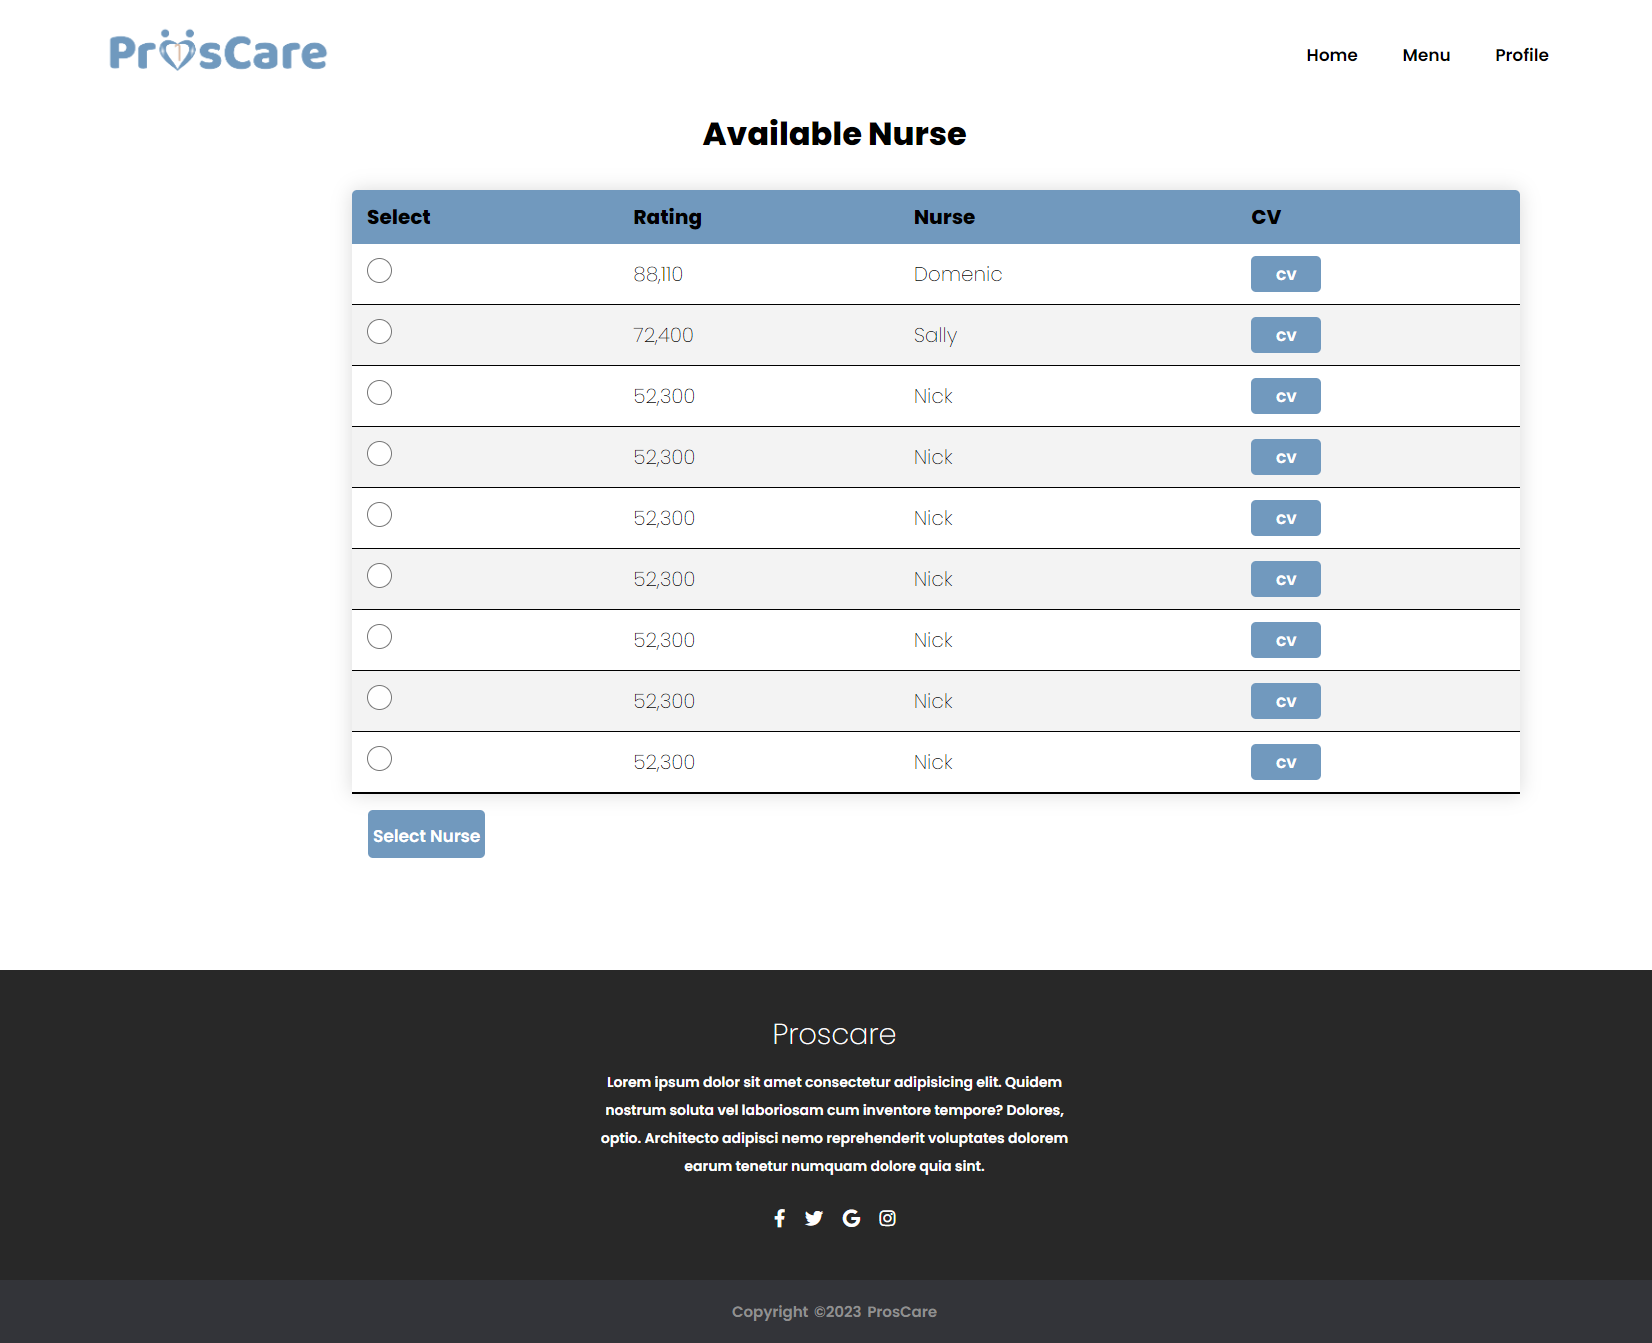 ProsCare
Home Menu Profile
Available Nurse
Select Rating Nurse CV
88,110 Domenic cv
72,400 Sally cv
52,300 Nick cv
52,300 Nick cv
52,300 Nick cv
52,300 Nick cv
52,300 Nick cv
52,300 Nick cv
52,300 Nick cv
Select Nurse
Proscare
Lorem ipsum dolor sit amet consectetur adipisicing elit. Quidem
nostrum soluta vel laboriosam cum inventore tempore? Dolores,
optio. Architecto adipisci nemo reprehenderit voluptates dolorem
earum tenetur numquam dolore quia sint.
Copyright ©2023 ProsCare